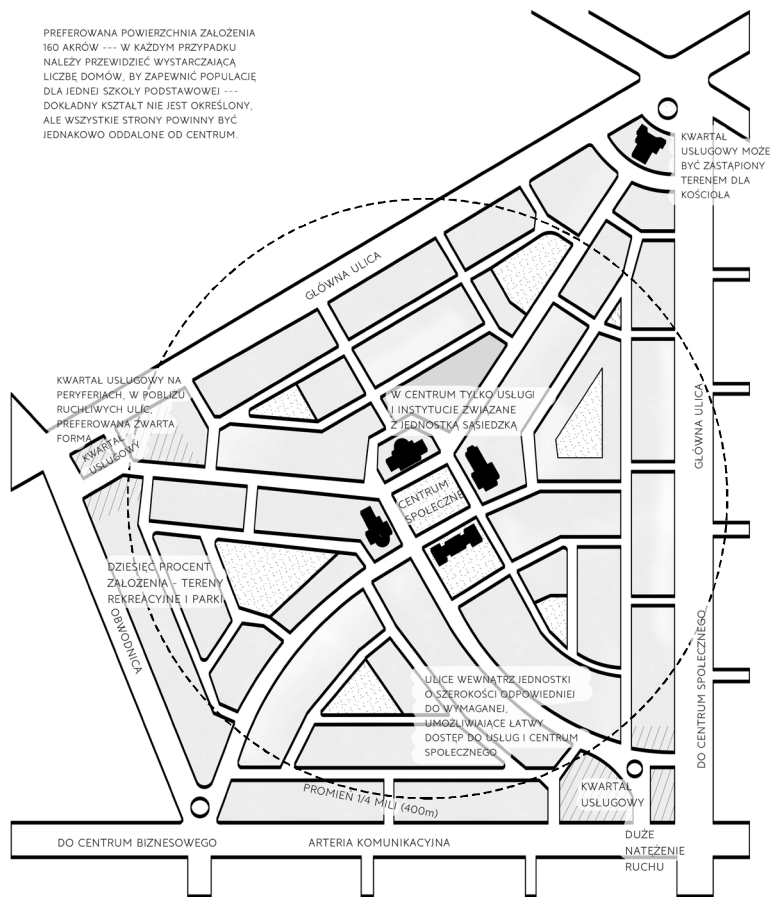 PREFEROWANA POWIERZCHNIA ZAŁOŻENIA
160 AKRÓW --- W KAŻDYM PRZYPADKU
NALEŻY PRZEWIDZIEĆ WYSTARCZAJĄCĄ
LICZBĘ DOMÓW, BY ZAPEWNIĆ POPULACJĘ
DLA JEDNEJ SZKOŁY PODSTAWOWEJ ---
DOKŁADNY KSZTAŁT NIE JEST OKREŚLONY,
ALE WSZYSTKIE STRONY POWINNY BYĆ
JEDNAKOWO ODDALONE OD CENTRUM.
KWARTAŁ
USŁUGOWY MOŻE
BYĆ ZASTĄPIONY
TERENEM DLA
KOŚCIOŁA
GŁÓWNA ULICA
KWARTAŁ USŁUGOWY NA
PERYFERIACH, W POBLIŻU
RUCHLIWYCH ULIC,
PREFEROWANA ZWARTA
FORMA
KWARTAŁ
USŁUGOWY
W CENTRUM TYLKO USŁUGI
I INSTYTUCJE ZWIĄZANE
Z JEDNOSTKĄ SĄSIEDZKĄ
GŁÓWNA ULICA
CENTRUM
SPOŁECZNE
DZIESIĘĆ PROCENT
ZAŁOŻENIA - TERENY
REKREACYJNE I PARKI
OBWODNICA
DO CENTRUM SPOŁECZNEGO
ULICE WEWNĄTRZ JEDNOSTKI
O SZEROKOŚCI ODPOWIEDNIEJ
DO WYMAGANEJ,
UMOŻLIWIAJĄCE ŁATWY
DOSTĘP DO USŁUG I CENTRUM
SPOŁECZNEGO
PROMIEŃ 1/4 MILI (400m)
KWARTAŁ
USŁUGOWY
DO CENTRUM BIZNESOWEGO
ARTERIA KOMUNIKACYJNA
DUŻE
NATĘŻENIE
RUCHU